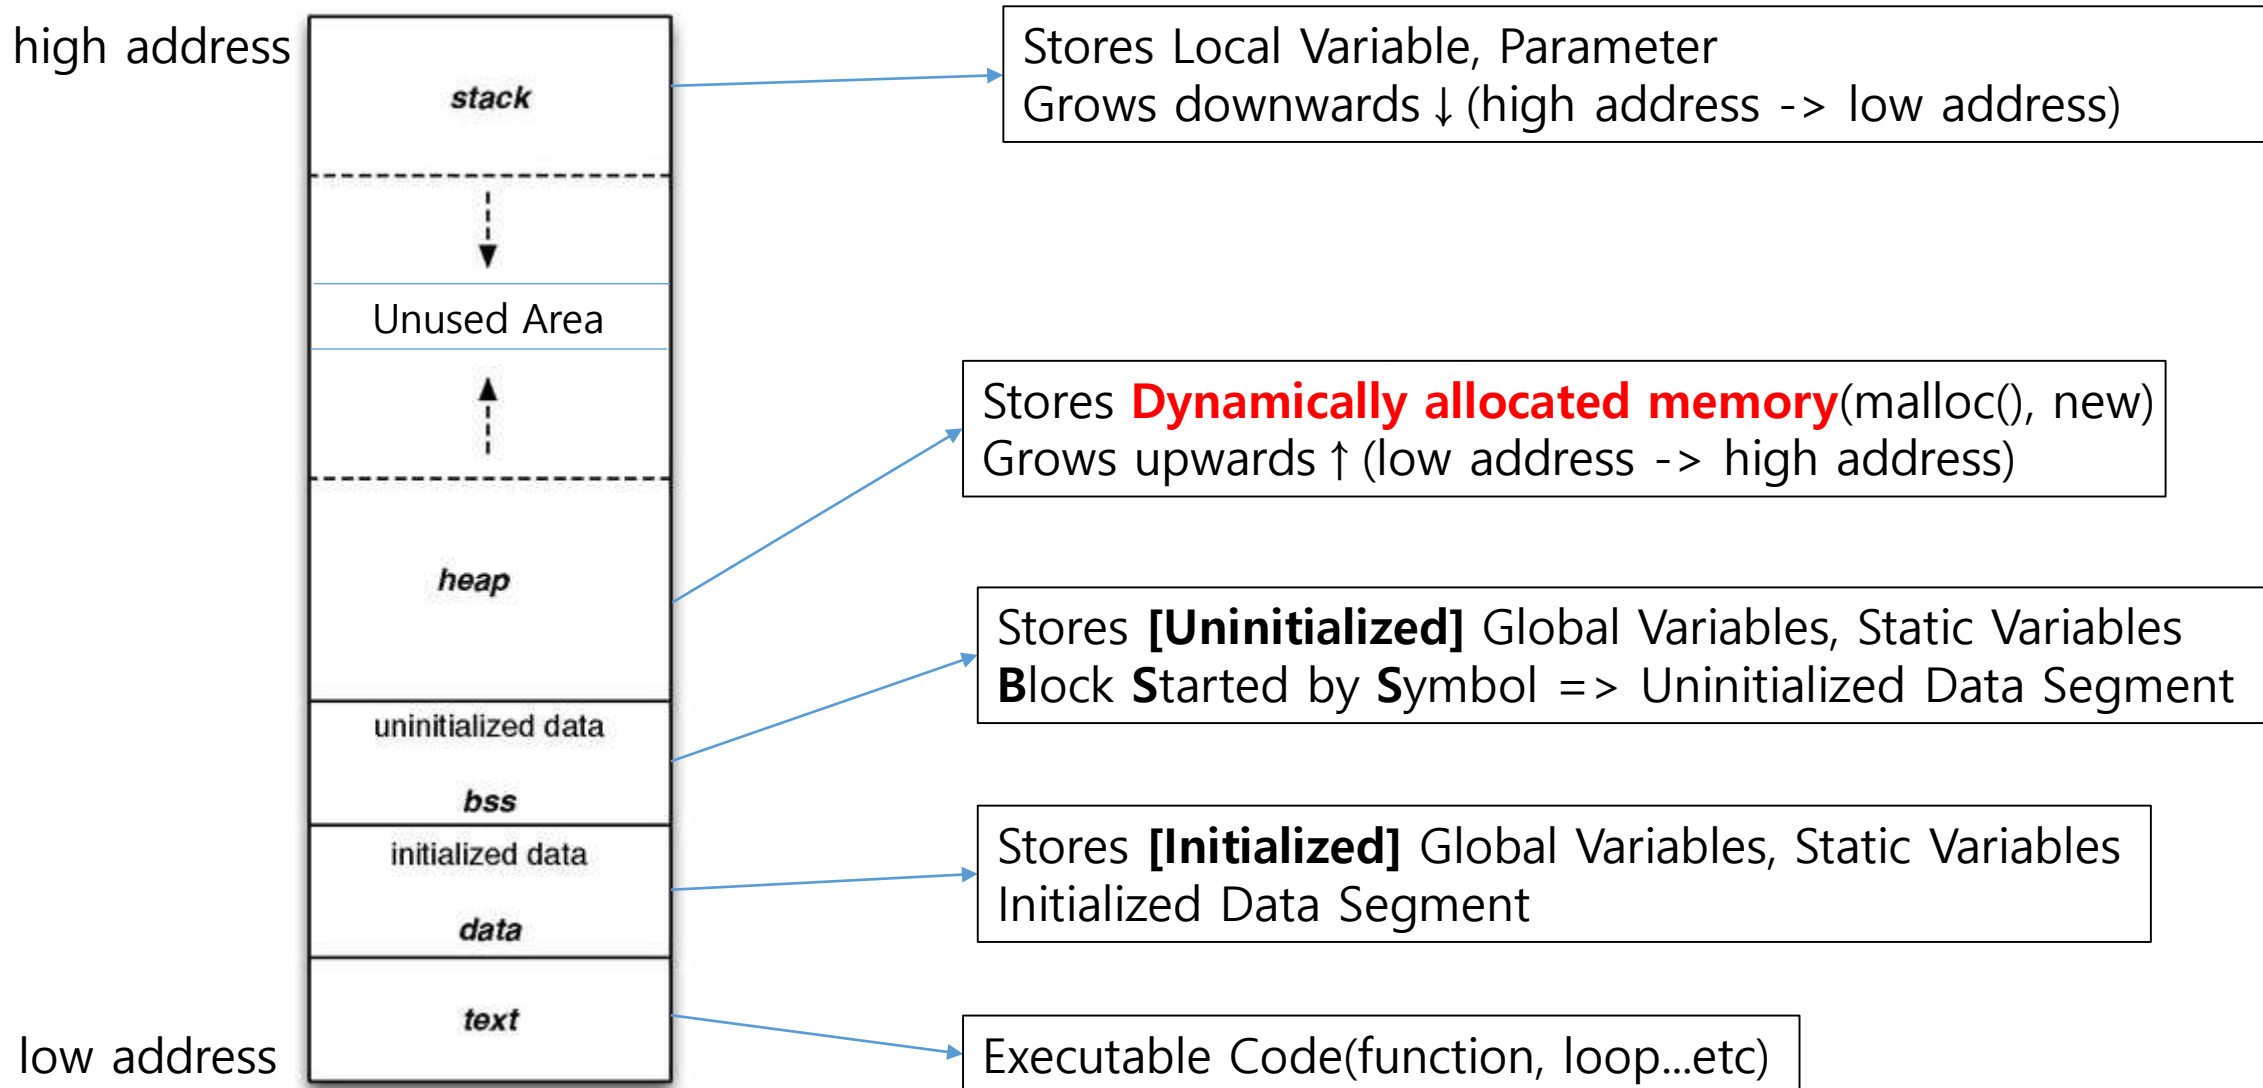 high address
stack
Stores Local Variable, Parameter
Grows downwards ↓ (high address -> low address)
Unused Area
Stores Dynamically allocated memory(malloc(), new)
Grows upwards ↑ (low address -> high address)
heap
Stores [Uninitialized] Global Variables, Static Variables
Block Started by Symbol => Uninitialized Data Segment
uninitialized data
bss
Stores [Initialized] Global Variables, Static Variables
Initialized Data Segment
initialized data
data
text
low address
Executable Code(function, loop...etc)